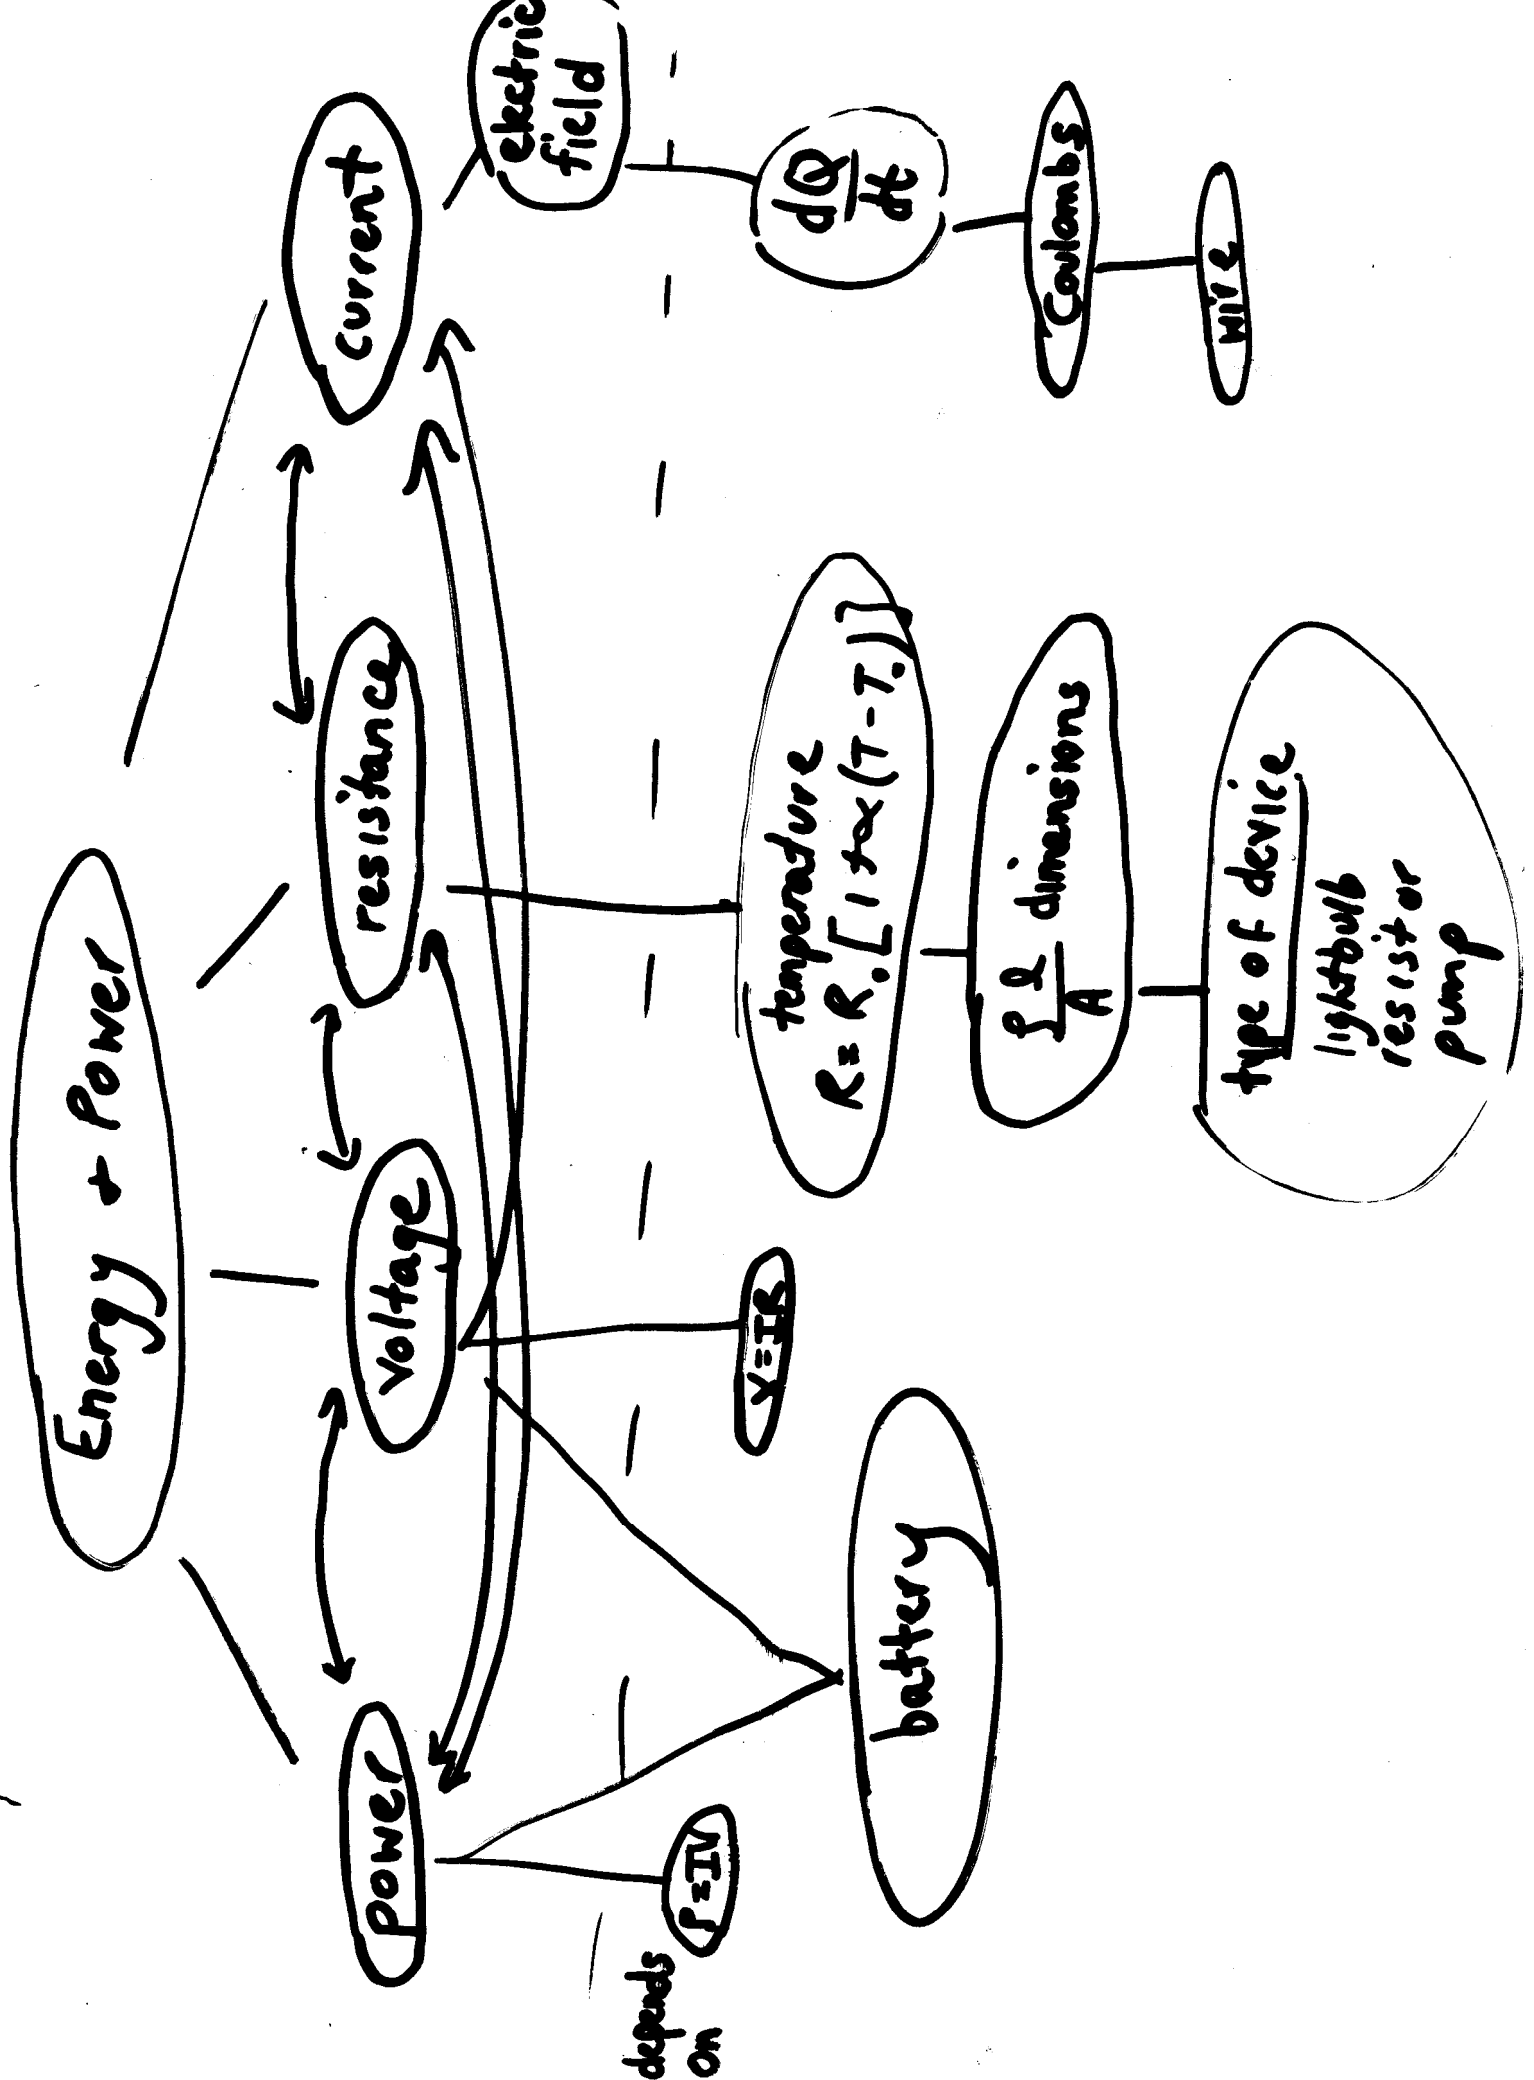 Energy + Power
power
voltage
resistance
current
electric
field
depends
on
P=IV
V=IR
battery
temperature
R=R₀[1+α(T-T₀)]
ρl/A dimensions
type of device
lightbulb
resistor
pump
dQ/dt
Coulombs
wire